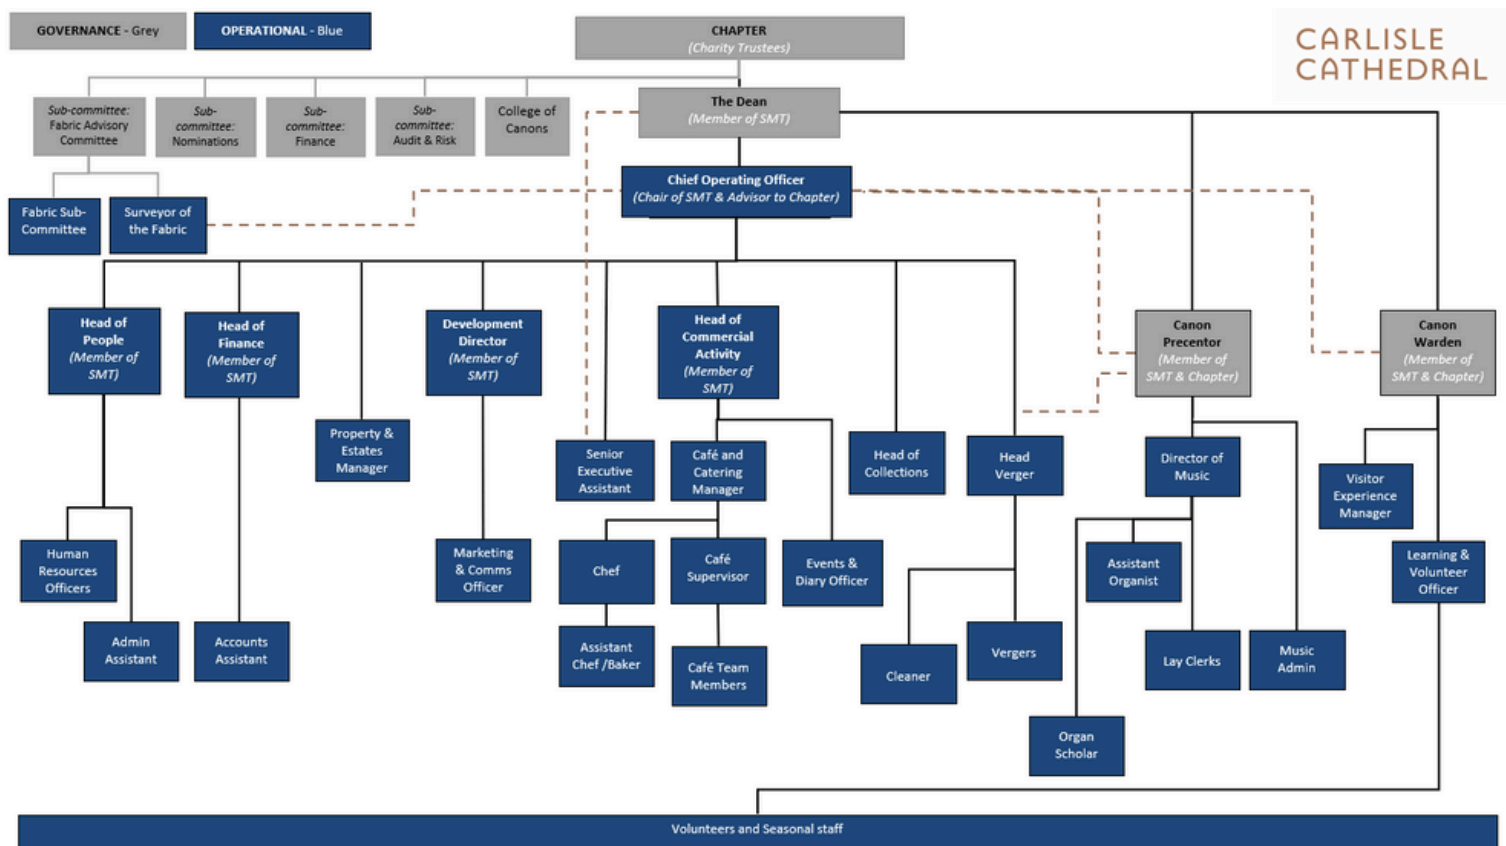 GOVERNANCE - Grey
OPERATIONAL - Blue
CHAPTER
(Charity Trustees)
CARLISLE
CATHEDRAL
Sub-committee:
Fabric Advisory
Committee
Sub-
committee:
Nominations
Sub-
committee:
Finance
Sub-
committee:
Audit & Risk
College of
Canons
The Dean
(Member of SMT)
Chief Operating Officer
(Chair of SMT & Advisor to Chapter)
Fabric Sub-
Committee
Surveyor of
the Fabric
Head of
People
(Member of
SMT)
Head of
Finance
(Member of
SMT)
Development
Director
(Member of
SMT)
Head of
Commercial
Activity
(Member of
SMT)
Canon
Precentor
(Member of
SMT & Chapter)
Canon
Warden
(Member of
SMT & Chapter)
Property &
Estates
Manager
Senior
Executive
Assistant
Café and
Catering
Manager
Head of
Collections
Head
Verger
Director of
Music
Visitor
Experience
Manager
Human
Resources
Officers
Marketing
& Comms
Officer
Chef
Café
Supervisor
Events &
Diary Officer
Assistant
Organist
Learning &
Volunteer
Officer
Admin
Assistant
Accounts
Assistant
Assistant
Chef /Baker
Café Team
Members
Cleaner
Vergers
Lay Clerks
Music
Admin
Organ
Scholar
Volunteers and Seasonal staff